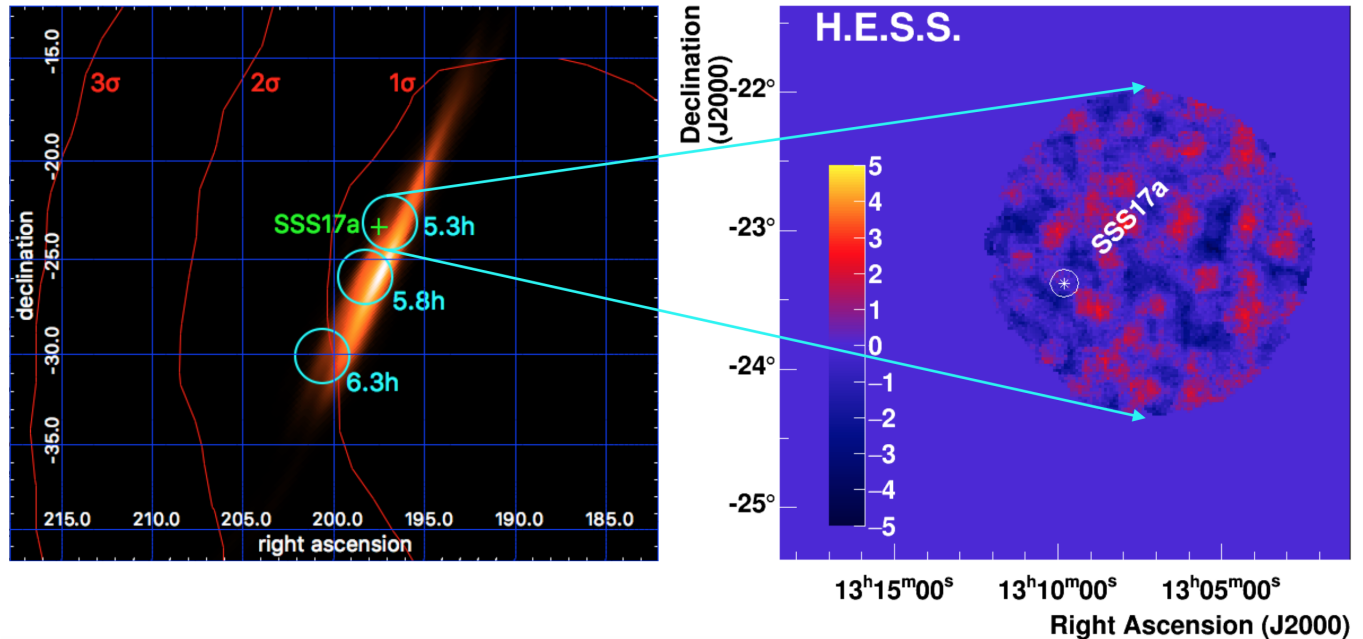 3σ
2σ
1σ
SSS17a
5.3h
5.8h
6.3h
-15.0
-20.0
-25.0
-30.0
-35.0
declination
215.0 210.0 205.0 200.0 195.0 190.0 185.0
right ascension
H.E.S.S.
Declination
(J2000)
-22°
-23°
-24°
-25°
5
4
3
2
1
0
−1
−2
−3
−4
−5
SSS17a
13ʰ15ᵐ00ˢ 13ʰ10ᵐ00ˢ 13ʰ05ᵐ00ˢ
Right Ascension (J2000)